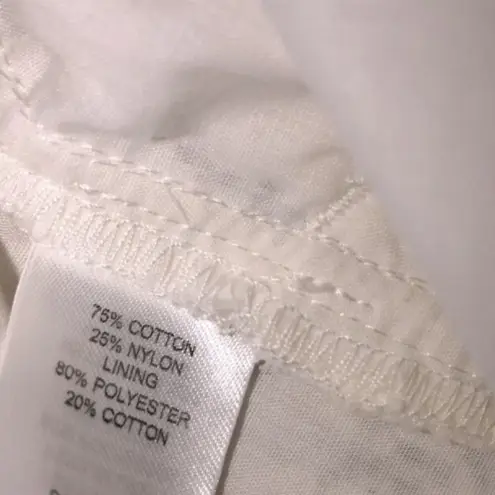 75% COTTON
25% NYLON
LINING
80% POLYESTER
20% COTTON